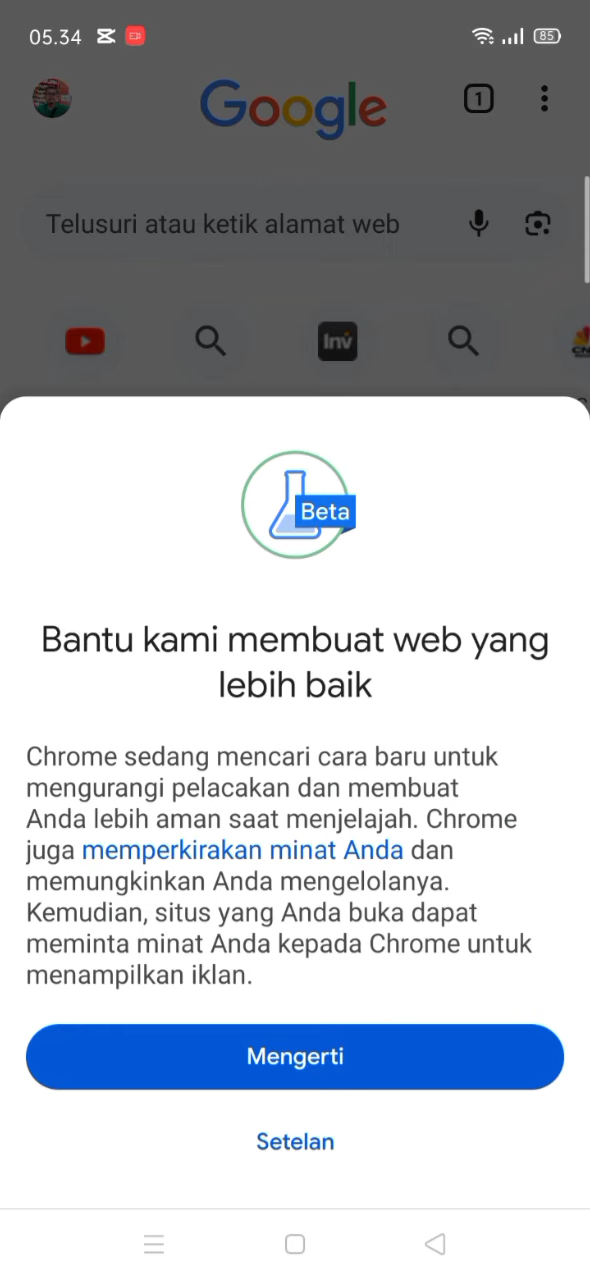 05.34
85
Google
1
Telusuri atau ketik alamat web
Inv
Beta
Bantu kami membuat web yang
lebih baik
Chrome sedang mencari cara baru untuk
mengurangi pelacakan dan membuat
Anda lebih aman saat menjelajah. Chrome
juga memperkirakan minat Anda dan
memungkinkan Anda mengelolanya.
Kemudian, situs yang Anda buka dapat
meminta minat Anda kepada Chrome untuk
menampilkan iklan.
Mengerti
Setelan